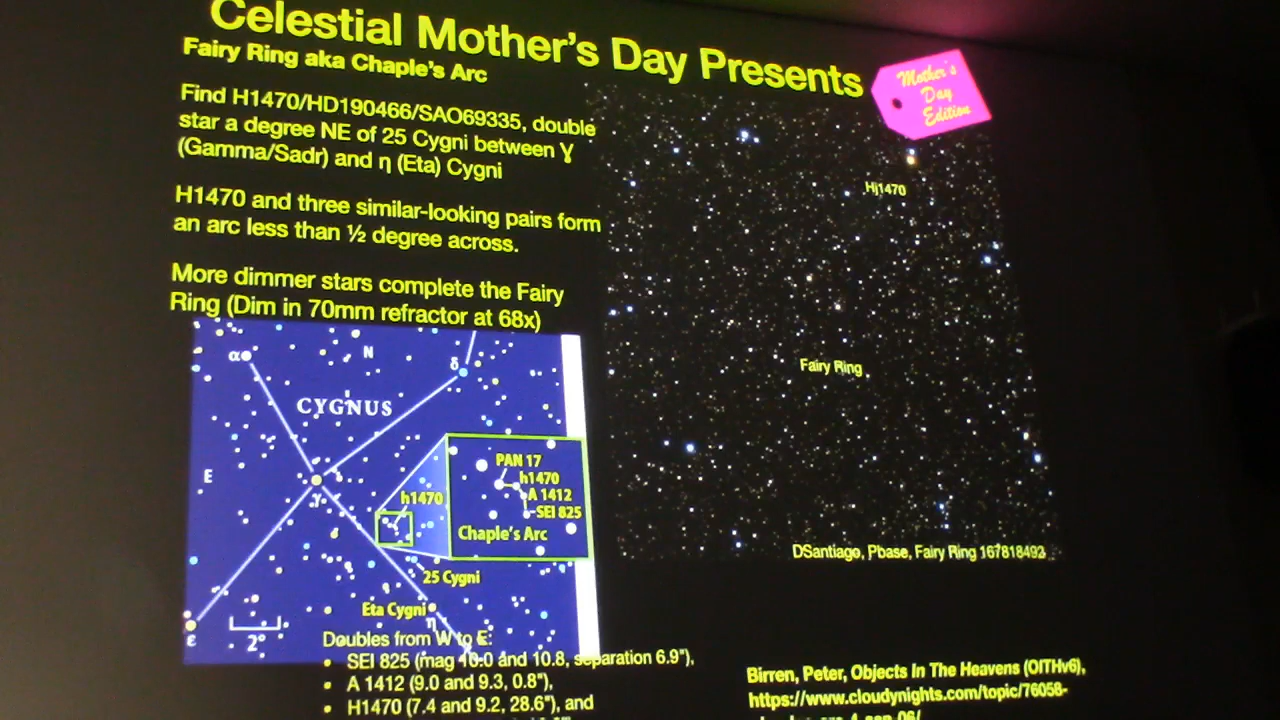 Celestial Mother's Day Presents
Fairy Ring aka Chaple's Arc
Mother's
Day
Edition
Find H1470/HD190466/SAO69335, double
star a degree NE of 25 Cygni between γ
(Gamma/Sadr) and η (Eta) Cygni
H1470 and three similar-looking pairs form
an arc less than ½ degree across.
More dimmer stars complete the Fairy
Ring (Dim in 70mm refractor at 68x)
Hj1470
Fairy Ring
DSantiago, Pbase, Fairy Ring 167818492
α
N
δ
CYGNUS
E
γ
h1470
PAN 17
h1470
A 1412
SEI 825
Chaple's Arc
25 Cygni
Eta Cygni
η
ε
2°
Doubles from W to E:
• SEI 825 (mag 10.0 and 10.8, separation 6.9"),
• A 1412 (9.0 and 9.3, 0.8"),
• H1470 (7.4 and 9.2, 28.6"), and
Birren, Peter, Objects In The Heavens (OITHv6),
https://www.cloudynights.com/topic/76058-